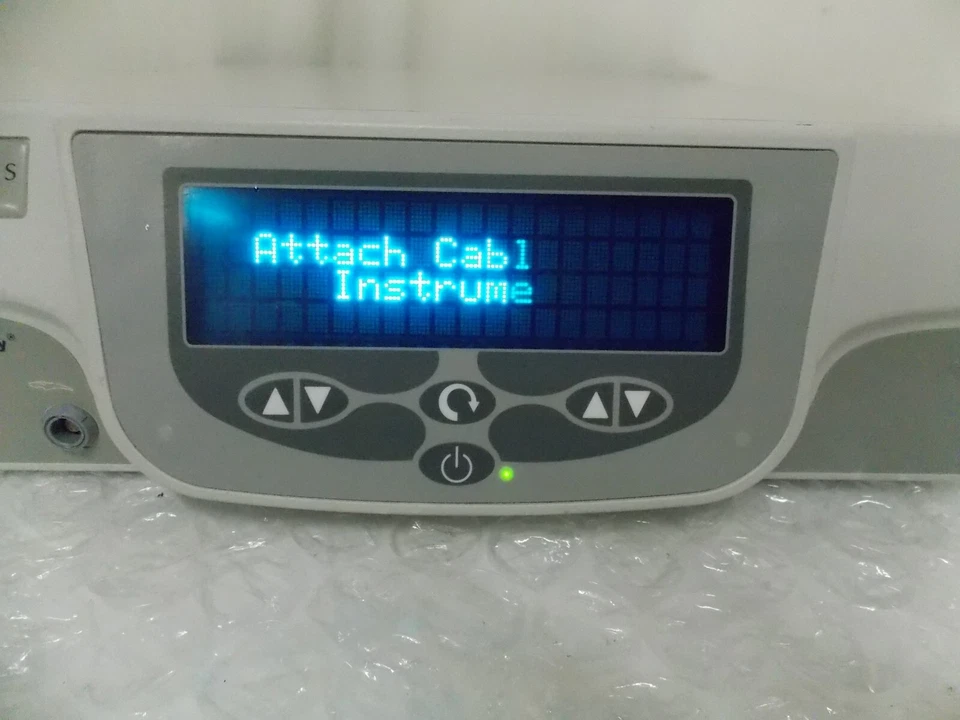 S
Attach Cabl
Instrume